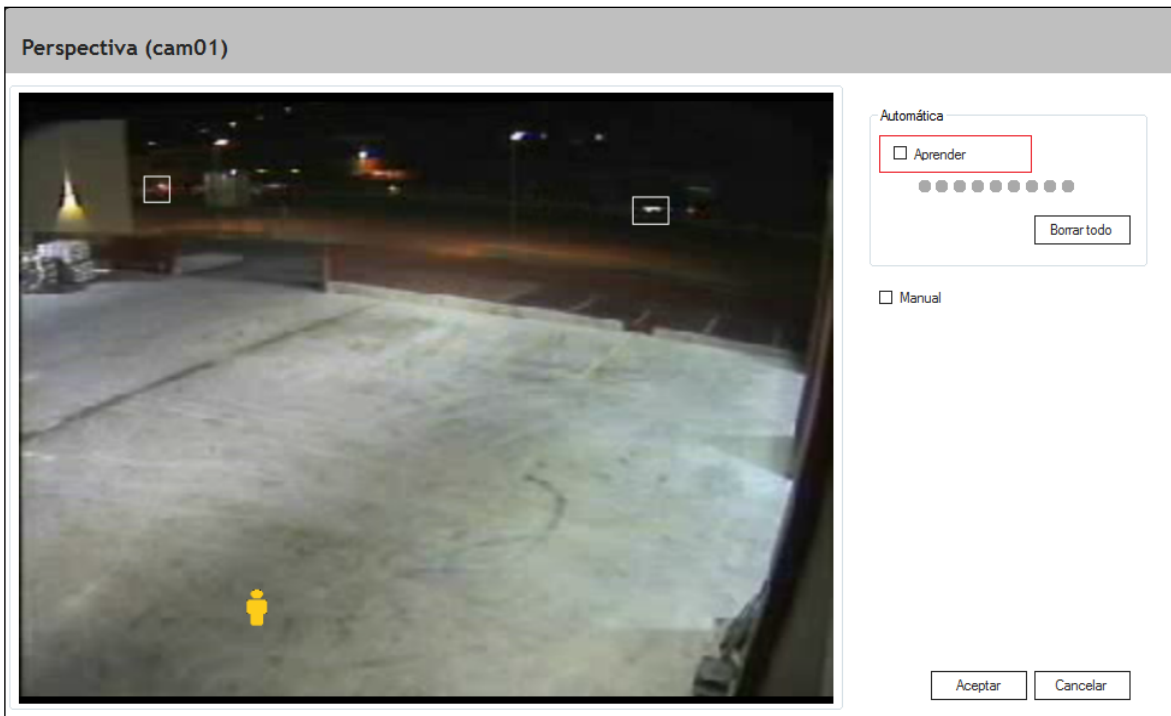 Perspectiva (cam01)
Automática
Aprender
Borrar todo
Manual
Aceptar
Cancelar